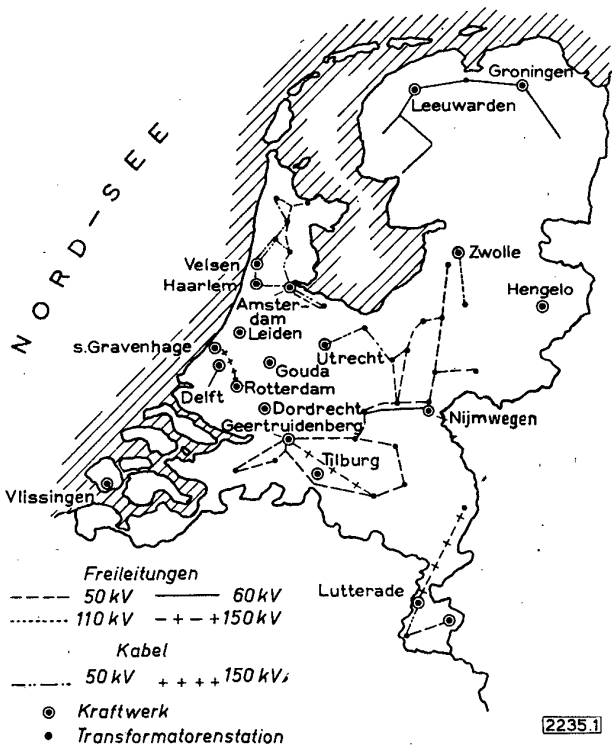 NORD-SEE
Groningen
Leeuwarden
Zwolle
Velsen
Haarlem
Hengelo
Amster-
dam
Leiden
s.Gravenhage
Utrecht
Gouda
Delft
Rotterdam
Dordrecht
Nijmwegen
Geertruidenberg
Tilburg
Vlissingen
Lutterade
Freileitungen
50 kV 60 kV
110 kV 150 kV
Kabel
50 kV 150 kV
Kraftwerk
Transformatorenstation
2235.1